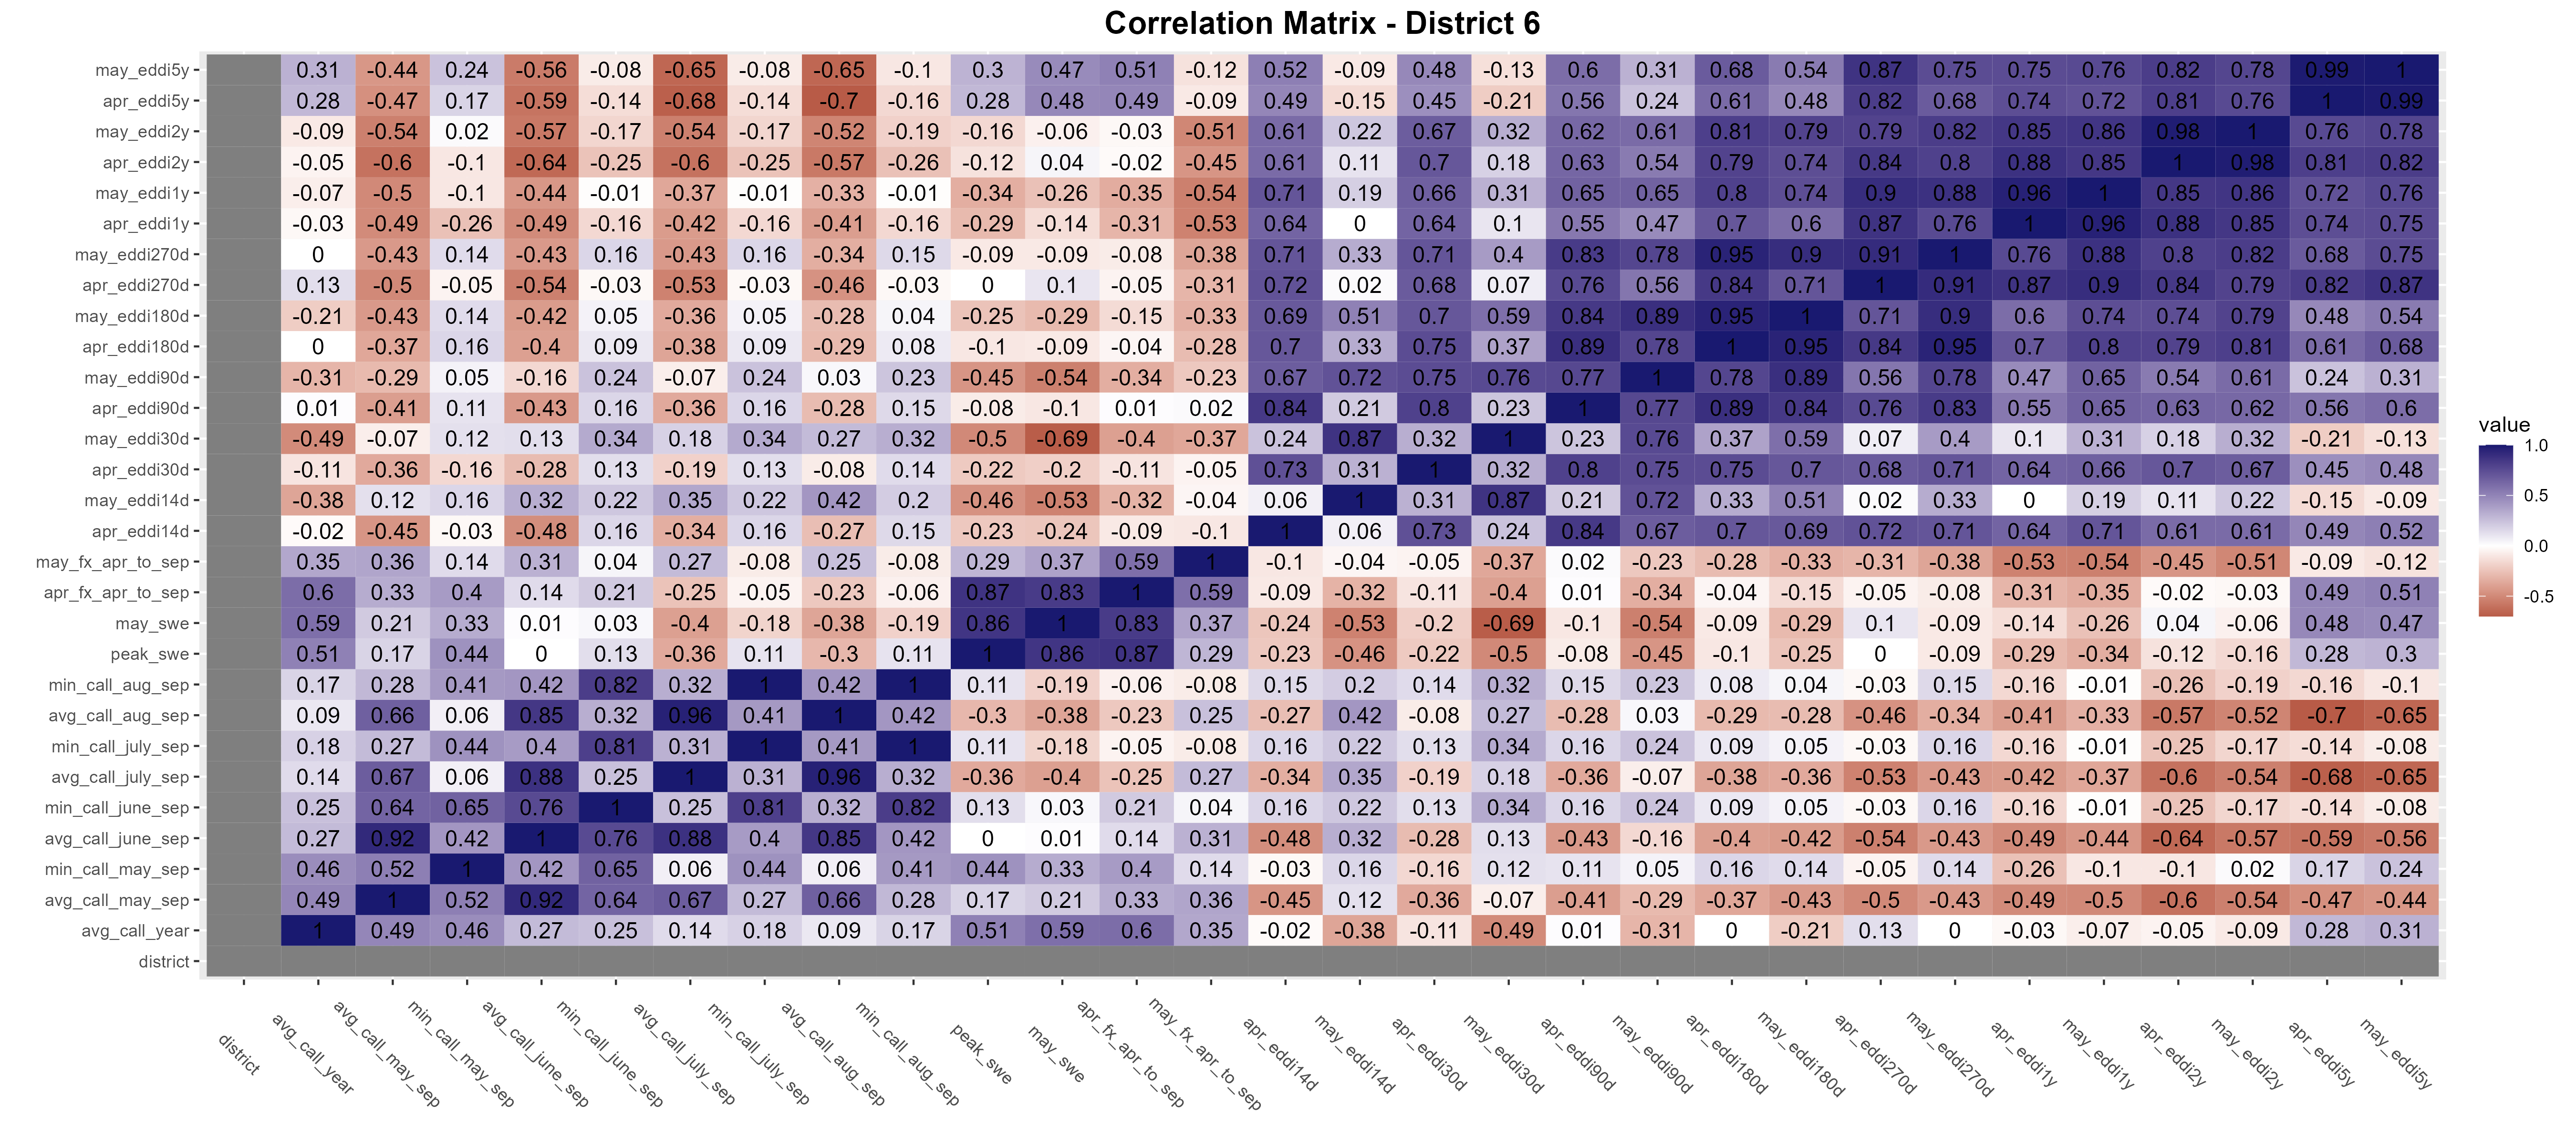 Correlation Matrix - District 6
may_eddi5y 0.31 -0.44 0.24 -0.56 -0.08 -0.65 -0.08 -0.65 -0.1 0.3 0.47 0.51 -0.12 0.52 -0.09 0.48 -0.13 0.6 0.31 0.68 0.54 0.87 0.75 0.75 0.76 0.82 0.78 0.99 1
apr_eddi5y 0.28 -0.47 0.17 -0.59 -0.14 -0.68 -0.14 -0.7 -0.16 0.28 0.48 0.49 -0.09 0.49 -0.15 0.45 -0.21 0.56 0.24 0.61 0.48 0.82 0.68 0.74 0.72 0.81 0.76 1 0.99
may_eddi2y -0.09 -0.54 0.02 -0.57 -0.17 -0.54 -0.17 -0.52 -0.19 -0.16 -0.06 -0.03 -0.51 0.61 0.22 0.67 0.32 0.62 0.61 0.81 0.79 0.79 0.82 0.85 0.86 0.98 1 0.76 0.78
apr_eddi2y -0.05 -0.6 -0.1 -0.64 -0.25 -0.6 -0.25 -0.57 -0.26 -0.12 0.04 -0.02 -0.45 0.61 0.11 0.7 0.18 0.63 0.54 0.79 0.74 0.84 0.8 0.88 0.85 1 0.98 0.81 0.82
may_eddi1y -0.07 -0.5 -0.1 -0.44 -0.01 -0.37 -0.01 -0.33 -0.01 -0.34 -0.26 -0.35 -0.54 0.71 0.19 0.66 0.31 0.65 0.65 0.8 0.74 0.9 0.88 0.96 1 0.85 0.86 0.72 0.76
apr_eddi1y -0.03 -0.49 -0.26 -0.49 -0.16 -0.42 -0.16 -0.41 -0.16 -0.29 -0.14 -0.31 -0.53 0.64 0 0.64 0.1 0.55 0.47 0.7 0.6 0.87 0.76 1 0.96 0.88 0.85 0.74 0.75
may_eddi270d 0 -0.43 0.14 -0.43 0.16 -0.43 0.16 -0.34 0.15 -0.09 -0.09 -0.08 -0.38 0.71 0.33 0.71 0.4 0.83 0.78 0.95 0.9 0.91 1 0.76 0.88 0.8 0.82 0.68 0.75
apr_eddi270d 0.13 -0.5 -0.05 -0.54 -0.03 -0.53 -0.03 -0.46 -0.03 0 0.1 -0.05 -0.31 0.72 0.02 0.68 0.07 0.76 0.56 0.84 0.71 1 0.91 0.87 0.9 0.84 0.79 0.82 0.87
may_eddi180d -0.21 -0.43 0.14 -0.42 0.05 -0.36 0.05 -0.28 0.04 -0.25 -0.29 -0.15 -0.33 0.69 0.51 0.7 0.59 0.84 0.89 0.95 1 0.71 0.9 0.6 0.74 0.74 0.79 0.48 0.54
apr_eddi180d 0 -0.37 0.16 -0.4 0.09 -0.38 0.09 -0.29 0.08 -0.1 -0.09 -0.04 -0.28 0.7 0.33 0.75 0.37 0.89 0.78 1 0.95 0.84 0.95 0.7 0.8 0.79 0.81 0.61 0.68
may_eddi90d -0.31 -0.29 0.05 -0.16 0.24 -0.07 0.24 0.03 0.23 -0.45 -0.54 -0.34 -0.23 0.67 0.72 0.75 0.76 0.77 1 0.78 0.89 0.56 0.78 0.47 0.65 0.54 0.61 0.24 0.31
apr_eddi90d 0.01 -0.41 0.11 -0.43 0.16 -0.36 0.16 -0.28 0.15 -0.08 -0.1 0.01 0.02 0.84 0.21 0.8 0.23 1 0.77 0.89 0.84 0.76 0.83 0.55 0.65 0.63 0.62 0.56 0.6
may_eddi30d -0.49 -0.07 0.12 0.13 0.34 0.18 0.34 0.27 0.32 -0.5 -0.69 -0.4 -0.37 0.24 0.87 0.32 1 0.23 0.76 0.37 0.59 0.07 0.4 0.1 0.31 0.18 0.32 -0.21 -0.13
apr_eddi30d -0.11 -0.36 -0.16 -0.28 0.13 -0.19 0.13 -0.08 0.14 -0.22 -0.2 -0.11 -0.05 0.73 0.31 1 0.32 0.8 0.75 0.75 0.7 0.68 0.71 0.64 0.66 0.7 0.67 0.45 0.48
may_eddi14d -0.38 0.12 0.16 0.32 0.22 0.35 0.22 0.42 0.2 -0.46 -0.53 -0.32 -0.04 0.06 1 0.31 0.87 0.21 0.72 0.33 0.51 0.02 0.33 0 0.19 0.11 0.22 -0.15 -0.09
apr_eddi14d -0.02 -0.45 -0.03 -0.48 0.16 -0.34 0.16 -0.27 0.15 -0.23 -0.24 -0.09 -0.1 1 0.06 0.73 0.24 0.84 0.67 0.7 0.69 0.72 0.71 0.64 0.71 0.61 0.61 0.49 0.52
may_fx_apr_to_sep 0.35 0.36 0.14 0.31 0.04 0.27 -0.08 0.25 -0.08 0.29 0.37 0.59 1 -0.1 -0.04 -0.05 -0.37 0.02 -0.23 -0.28 -0.33 -0.31 -0.38 -0.53 -0.54 -0.45 -0.51 -0.09 -0.12
apr_fx_apr_to_sep 0.6 0.33 0.4 0.14 0.21 -0.25 -0.05 -0.23 -0.06 0.87 0.83 1 0.59 -0.09 -0.32 -0.11 -0.4 0.01 -0.34 -0.04 -0.15 -0.05 -0.08 -0.31 -0.35 -0.02 -0.03 0.49 0.51
may_swe 0.59 0.21 0.33 0.01 0.03 -0.4 -0.18 -0.38 -0.19 0.86 1 0.83 0.37 -0.24 -0.53 -0.2 -0.69 -0.1 -0.54 -0.09 -0.29 0.1 -0.09 -0.14 -0.26 0.04 -0.06 0.48 0.47
peak_swe 0.51 0.17 0.44 0 0.13 -0.36 0.11 -0.3 0.11 1 0.86 0.87 0.29 -0.23 -0.46 -0.22 -0.5 -0.08 -0.45 -0.1 -0.25 0 -0.09 -0.29 -0.34 -0.12 -0.16 0.28 0.3
min_call_aug_sep 0.17 0.28 0.41 0.42 0.82 0.32 1 0.42 1 0.11 -0.19 -0.06 -0.08 0.15 0.2 0.14 0.32 0.15 0.23 0.08 0.04 -0.03 0.15 -0.16 -0.01 -0.26 -0.19 -0.16 -0.1
avg_call_aug_sep 0.09 0.66 0.06 0.85 0.32 0.96 0.41 1 0.42 -0.3 -0.38 -0.23 0.25 -0.27 0.42 -0.08 0.27 -0.28 0.03 -0.29 -0.28 -0.46 -0.34 -0.41 -0.33 -0.57 -0.52 -0.7 -0.65
min_call_july_sep 0.18 0.27 0.44 0.4 0.81 0.31 1 0.41 1 0.11 -0.18 -0.05 -0.08 0.16 0.22 0.13 0.34 0.16 0.24 0.09 0.05 -0.03 0.16 -0.16 -0.01 -0.25 -0.17 -0.14 -0.08
avg_call_july_sep 0.14 0.67 0.06 0.88 0.25 1 0.31 0.96 0.32 -0.36 -0.4 -0.25 0.27 -0.34 0.35 -0.19 0.18 -0.36 -0.07 -0.38 -0.36 -0.53 -0.43 -0.42 -0.37 -0.6 -0.54 -0.68 -0.65
min_call_june_sep 0.25 0.64 0.65 0.76 1 0.25 0.81 0.32 0.82 0.13 0.03 0.21 0.04 0.16 0.22 0.13 0.34 0.16 0.24 0.09 0.05 -0.03 0.16 -0.16 -0.01 -0.25 -0.17 -0.14 -0.08
avg_call_june_sep 0.27 0.92 0.42 1 0.76 0.88 0.4 0.85 0.42 0 0.01 0.14 0.31 -0.48 0.32 -0.28 0.13 -0.43 -0.16 -0.4 -0.42 -0.54 -0.43 -0.49 -0.44 -0.64 -0.57 -0.59 -0.56
min_call_may_sep 0.46 0.52 1 0.42 0.65 0.06 0.44 0.06 0.41 0.44 0.33 0.4 0.14 -0.03 0.16 -0.16 0.12 0.11 0.05 0.16 0.14 -0.05 0.14 -0.26 -0.1 -0.1 0.02 0.17 0.24
avg_call_may_sep 0.49 1 0.52 0.92 0.64 0.67 0.27 0.66 0.28 0.17 0.21 0.33 0.36 -0.45 0.12 -0.36 -0.07 -0.41 -0.29 -0.37 -0.43 -0.5 -0.43 -0.49 -0.5 -0.6 -0.54 -0.47 -0.44
avg_call_year 1 0.49 0.46 0.27 0.25 0.14 0.18 0.09 0.17 0.51 0.59 0.6 0.35 -0.02 -0.38 -0.11 -0.49 0.01 -0.31 0 -0.21 0.13 0 -0.03 -0.07 -0.05 -0.09 0.28 0.31
district
district
avg_call_year
avg_call_may_sep
min_call_may_sep
avg_call_june_sep
min_call_june_sep
avg_call_july_sep
min_call_july_sep
avg_call_aug_sep
min_call_aug_sep
peak_swe
may_swe
apr_fx_apr_to_sep
may_fx_apr_to_sep
apr_eddi14d
may_eddi14d
apr_eddi30d
may_eddi30d
apr_eddi90d
may_eddi90d
apr_eddi180d
may_eddi180d
apr_eddi270d
may_eddi270d
apr_eddi1y
may_eddi1y
apr_eddi2y
may_eddi2y
apr_eddi5y
may_eddi5y
value
1.0
0.5
0.0
-0.5